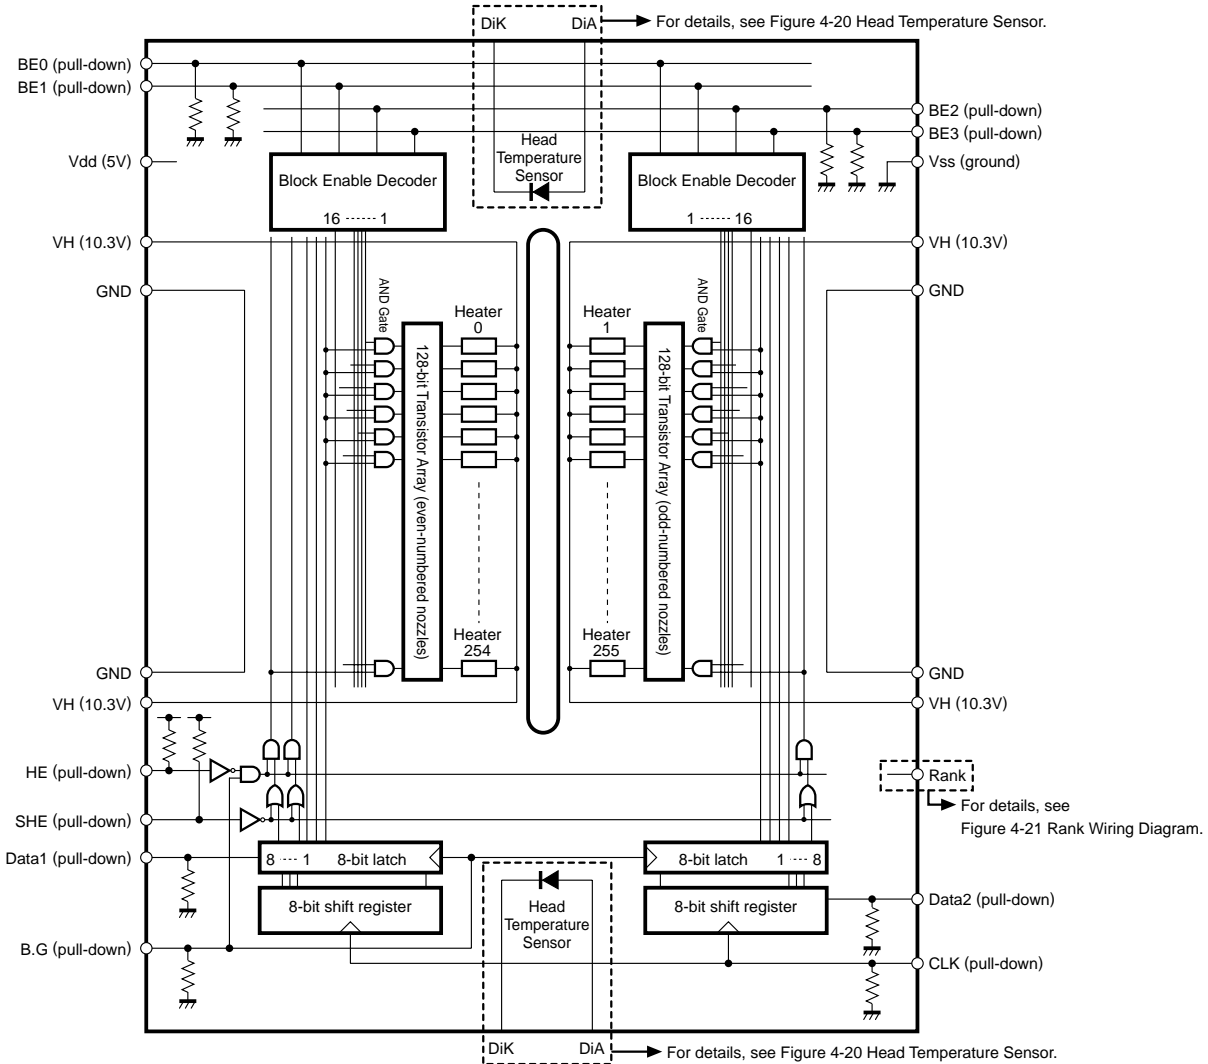 DiK DiA For details, see Figure 4-20 Head Temperature Sensor.
BE0 (pull-down)
BE1 (pull-down)
BE2 (pull-down)
BE3 (pull-down)
Vdd (5V)
Vss (ground)
Head
Temperature
Sensor
Block Enable Decoder
16 ------ 1
Block Enable Decoder
1 ------ 16
VH (10.3V)
VH (10.3V)
GND
GND
AND Gate
Heater
0
Heater
1
AND Gate
128-bit Transistor Array (even-numbered nozzles)
128-bit Transistor Array (odd-numbered nozzles)
Heater
254
Heater
255
GND
GND
VH (10.3V)
VH (10.3V)
HE (pull-down)
Rank
For details, see
Figure 4-21 Rank Wiring Diagram.
SHE (pull-down)
Data1 (pull-down)
8 ---- 1 8-bit latch
8-bit latch 1 ---- 8
8-bit shift register
8-bit shift register
Head
Temperature
Sensor
Data2 (pull-down)
B.G (pull-down)
CLK (pull-down)
DiK DiA For details, see Figure 4-20 Head Temperature Sensor.